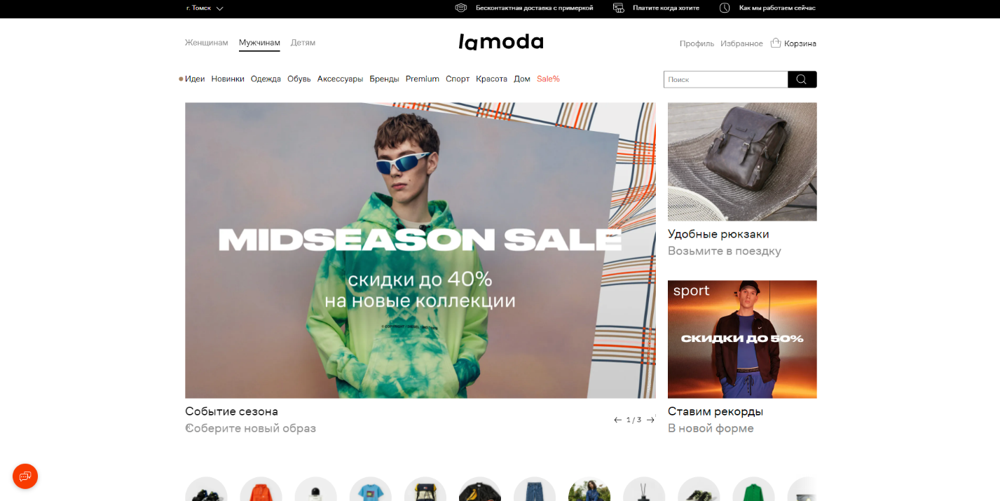 г. Томск
Бесконтактная доставка с примеркой
Платите когда хотите
Как мы работаем сейчас
Женщинам
Мужчинам
Детям
lamoda
Профиль
Избранное
Корзина
Идеи
Новинки
Одежда
Обувь
Аксессуары
Бренды
Premium
Спорт
Красота
Дом
Sale%
Поиск
MIDSEASON SALE
скидки до 40%
на новые коллекции
Удобные рюкзаки
Возьмите в поездку
sport
СКИДКИ ДО 50%
Событие сезона
Соберите новый образ
1 / 3
Ставим рекорды
В новой форме